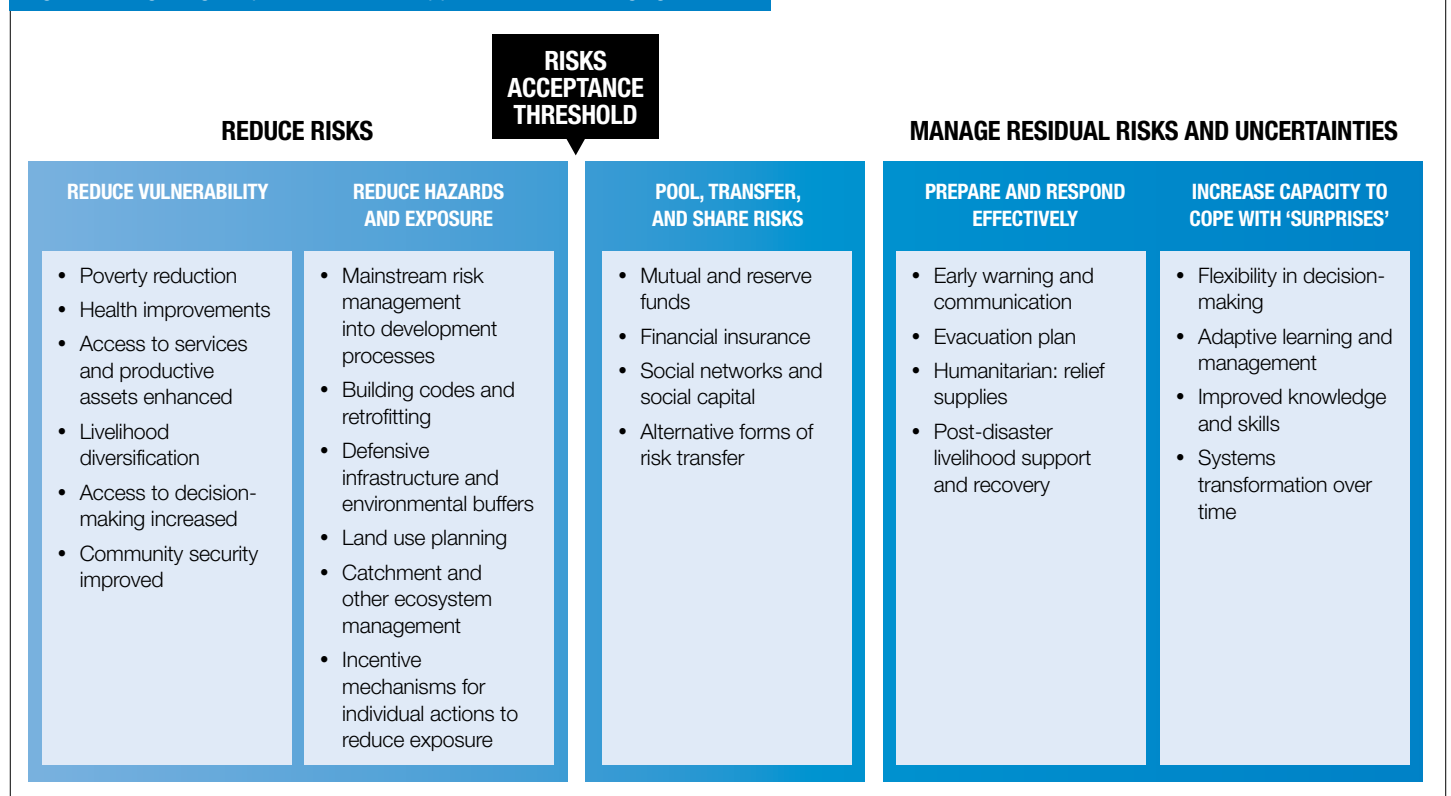 RISKS
ACCEPTANCE
THRESHOLD
REDUCE RISKS
MANAGE RESIDUAL RISKS AND UNCERTAINTIES
REDUCE VULNERABILITY
• Poverty reduction
• Health improvements
• Access to services
and productive
assets enhanced
• Livelihood
diversification
• Access to decision-
making increased
• Community security
improved
REDUCE HAZARDS
AND EXPOSURE
• Mainstream risk
management
into development
processes
• Building codes and
retrofitting
• Defensive
infrastructure and
environmental buffers
• Land use planning
• Catchment and
other ecosystem
management
• Incentive
mechanisms for
individual actions to
reduce exposure
POOL, TRANSFER,
AND SHARE RISKS
• Mutual and reserve
funds
• Financial insurance
• Social networks and
social capital
• Alternative forms of
risk transfer
PREPARE AND RESPOND
EFFECTIVELY
• Early warning and
communication
• Evacuation plan
• Humanitarian: relief
supplies
• Post-disaster
livelihood support
and recovery
INCREASE CAPACITY TO
COPE WITH ‘SURPRISES’
• Flexibility in decision-
making
• Adaptive learning and
management
• Improved knowledge
and skills
• Systems
transformation over
time